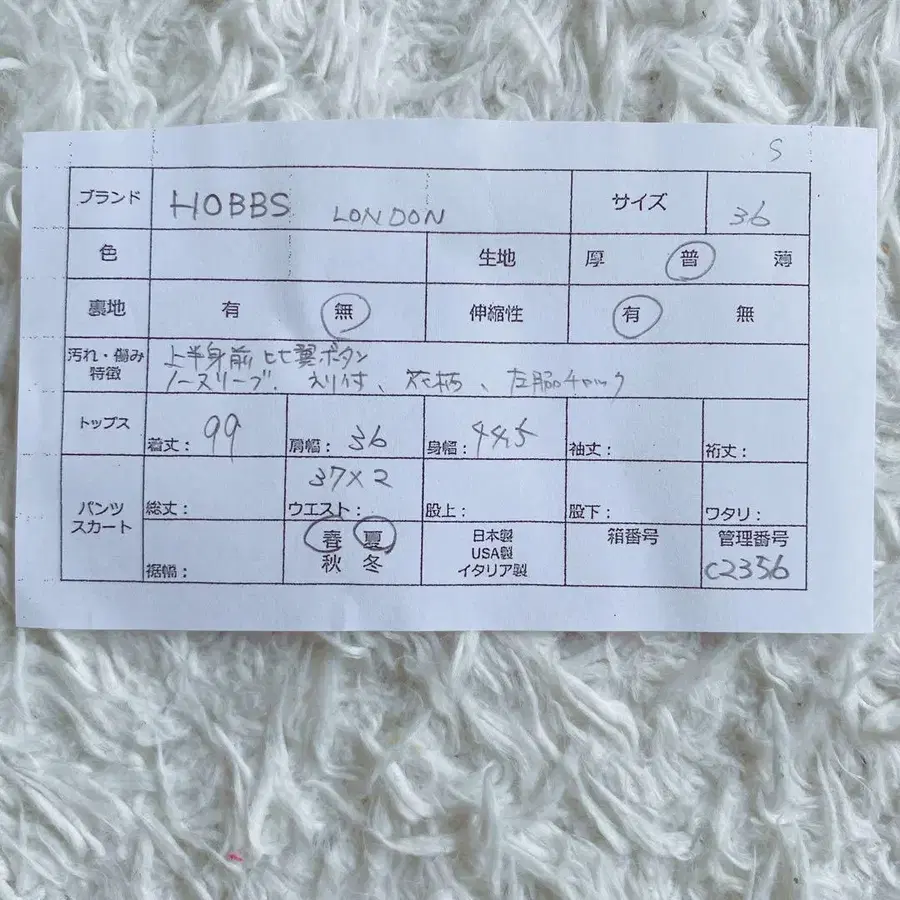 S
ブランド HOBBS LONDON サイズ 36
色 生地 厚 普 薄
裏地 有 無 伸縮性 有 無
汚れ・傷み 上半身前 比翼ボタン
特徴 ノースリーブ、えり付、花柄、左脇チャック
トップス 着丈: 99 肩幅: 36 身幅: 44.5 袖丈: 裄丈:
37×2
パンツ 総丈: ウエスト: 股上: 股下: ワタリ:
スカート 裾幅: 春 夏 日本製 箱番号 管理番号
USA製
秋 冬 イタリア製 C2356